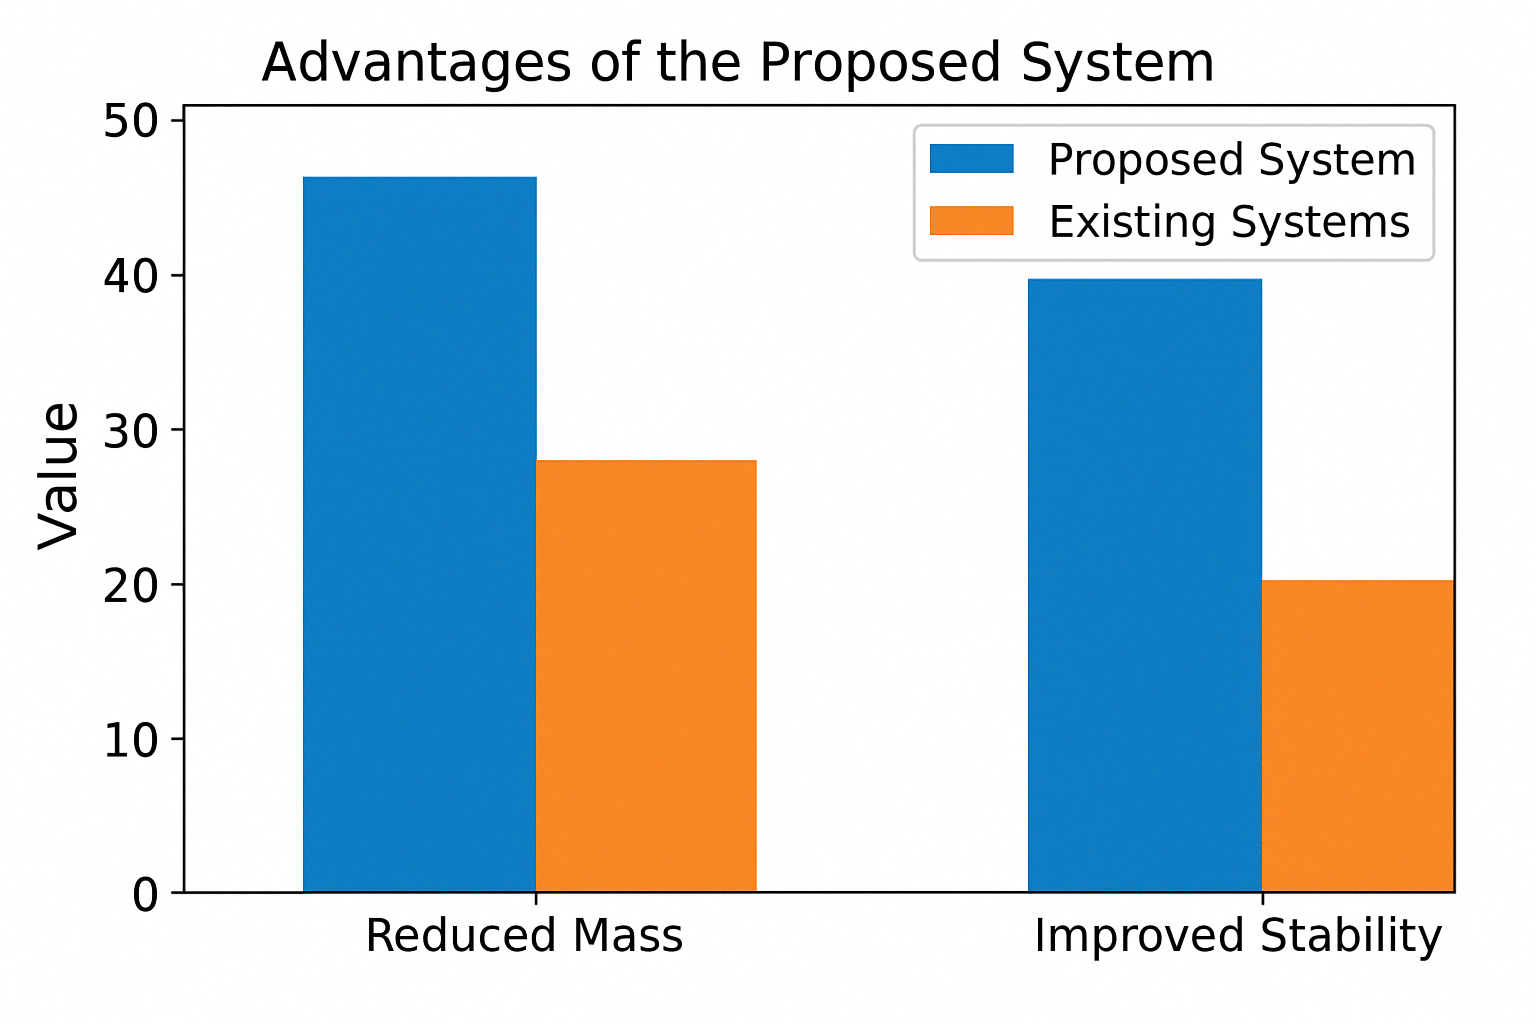 Advantages of the Proposed System
Proposed System
Existing Systems
Value
50
40
30
20
10
0
Reduced Mass
Improved Stability